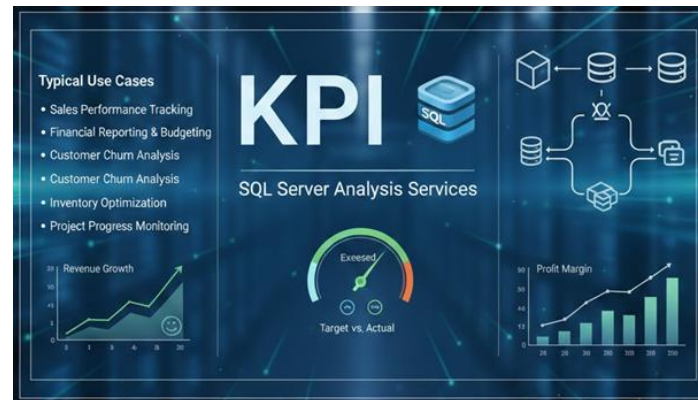 Typical Use Cases
• Sales Performance Tracking
• Financial Reporting & Budgeting
• Customer Churn Analysis
• Customer Churn Analysis
• Inventory Optimization
• Project Progress Monitoring
KPI
SQL
SQL Server Analysis Services
Revenue Growth
Exeesed
Target vs. Actual
Profit Margin